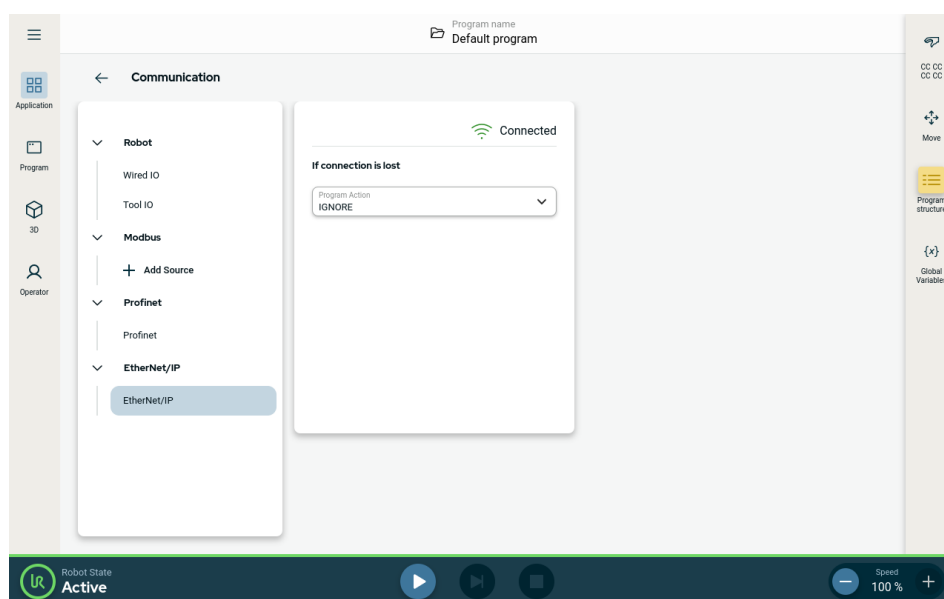 Program name
Default program
Communication
Application
Program
3D
Operator
Robot
Wired IO
Tool IO
Modbus
Add Source
Profinet
Profinet
EtherNet/IP
EtherNet/IP
Connected
If connection is lost
Program Action
IGNORE
CC CC
CC CC
Move
Program
structure
{x}
Global
Variables
UR
Robot State
Active
Speed
100 %